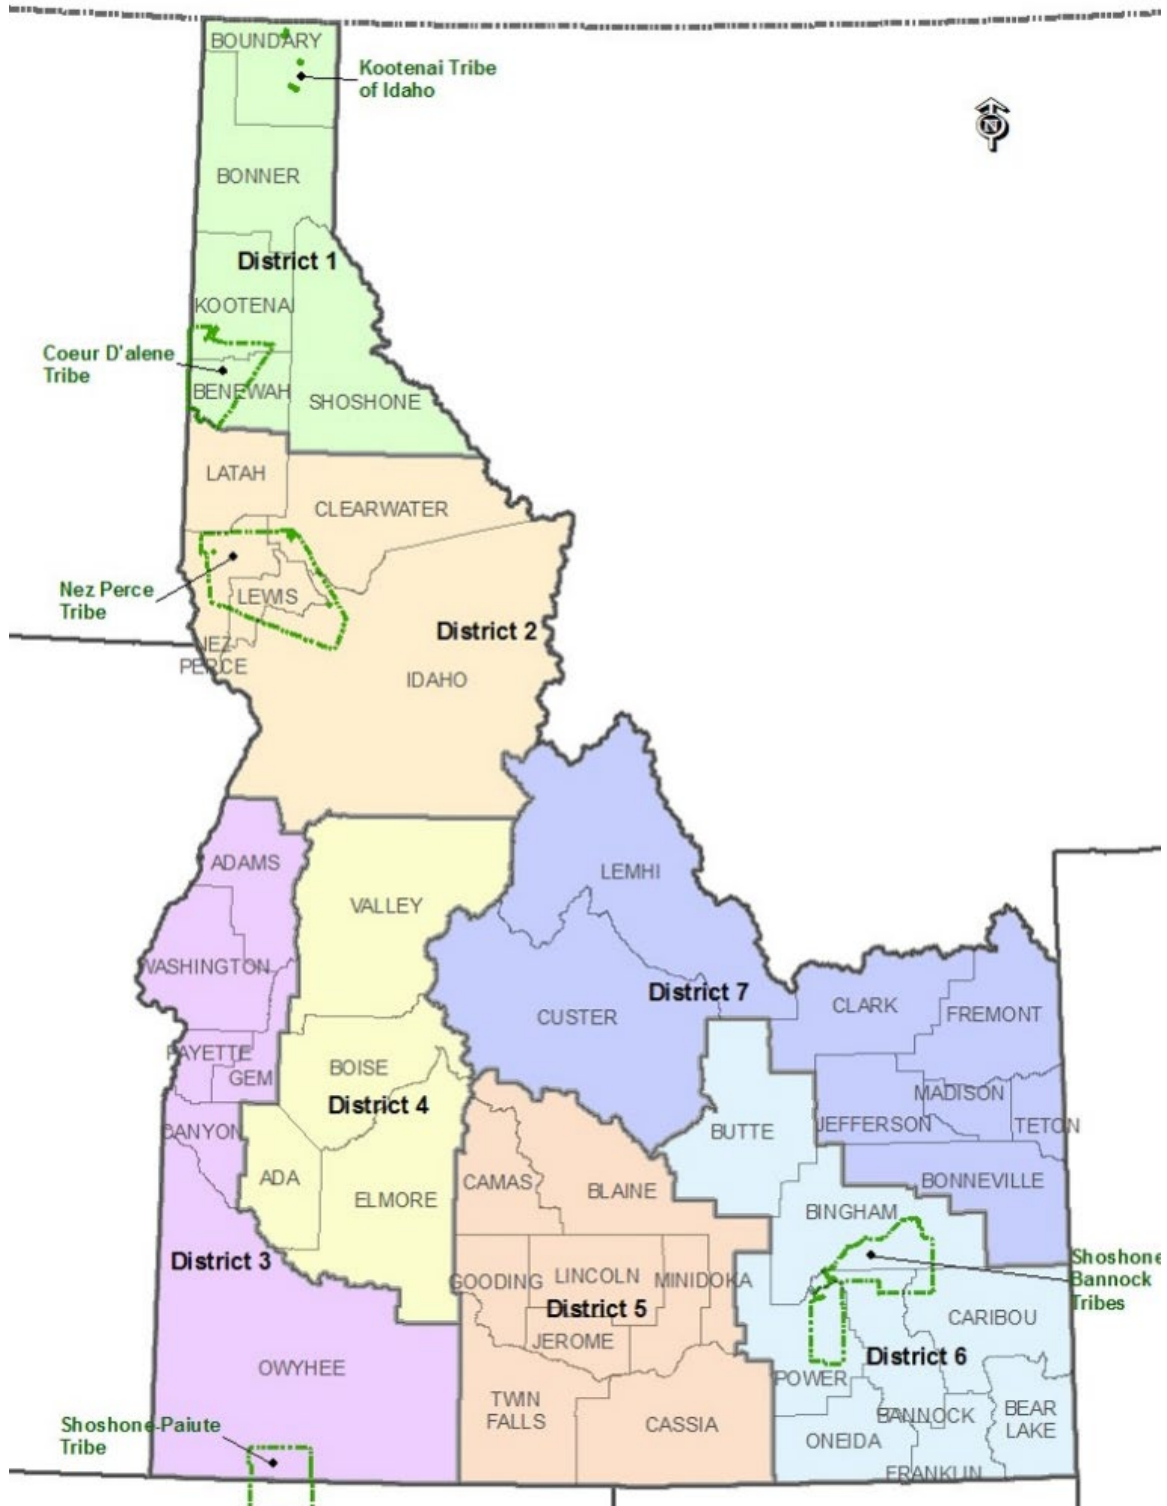 BOUNDARY
Kootenai Tribe
of Idaho
N
BONNER
District 1
KOOTENAI
Coeur D'alene
Tribe
BENEWAH
SHOSHONE
LATAH
CLEARWATER
Nez Perce
Tribe
LEWIS
District 2
NEZ
PERCE
IDAHO
ADAMS
LEMHI
VALLEY
WASHINGTON
District 7
CLARK
FREMONT
CUSTER
PAYETTE
BOISE
GEM
MADISON
District 4
CANYON
BUTTE
JEFFERSON
TETON
ADA
CAMAS
BLAINE
BONNEVILLE
ELMORE
BINGHAM
District 3
Shoshone
Bannock
Tribes
GOODING
LINCOLN
MINIDOKA
District 5
CARIBOU
JEROME
District 6
OWYHEE
POWER
TWIN
FALLS
CASSIA
BANNOCK
BEAR
LAKE
Shoshone-Paiute
Tribe
ONEIDA
FRANKLIN